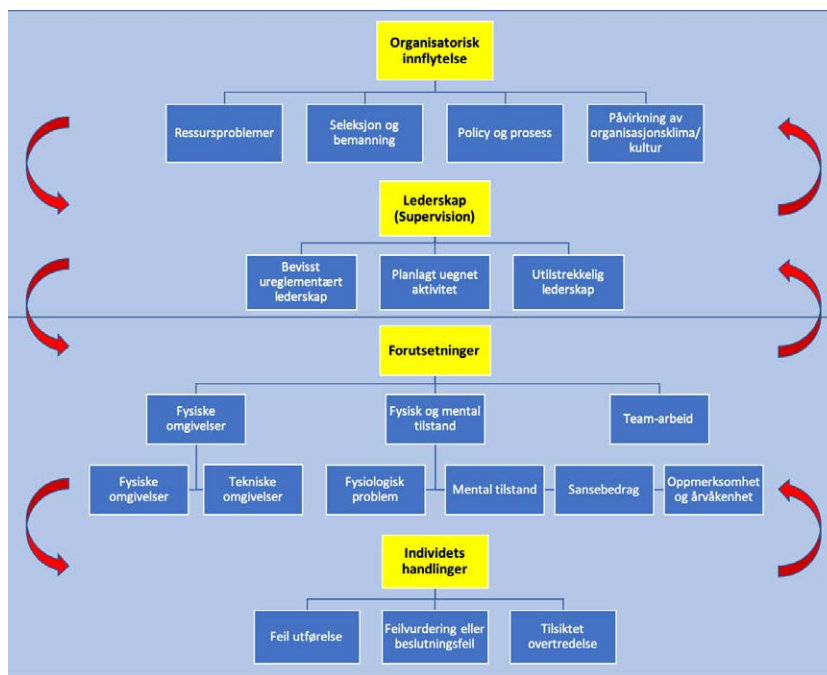 Organisatorisk
innflytelse
Ressursproblemer
Seleksjon og
bemanning
Policy og prosess
Påvirkning av
organisasjonsklima/
kultur
Lederskap
(Supervision)
Bevisst
ureglementært
lederskap
Planlagt uegnet
aktivitet
Utilstrekkelig
lederskap
Forutsetninger
Fysiske
omgivelser
Fysisk og mental
tilstand
Team-arbeid
Fysiske
omgivelser
Tekniske
omgivelser
Fysiologisk
problem
Mental tilstand
Sansebedrag
Oppmerksomhet
og årvåkenhet
Individets
handlinger
Feil utførelse
Feilvurdering eller
beslutningsfeil
Tilsiktet
overtredelse